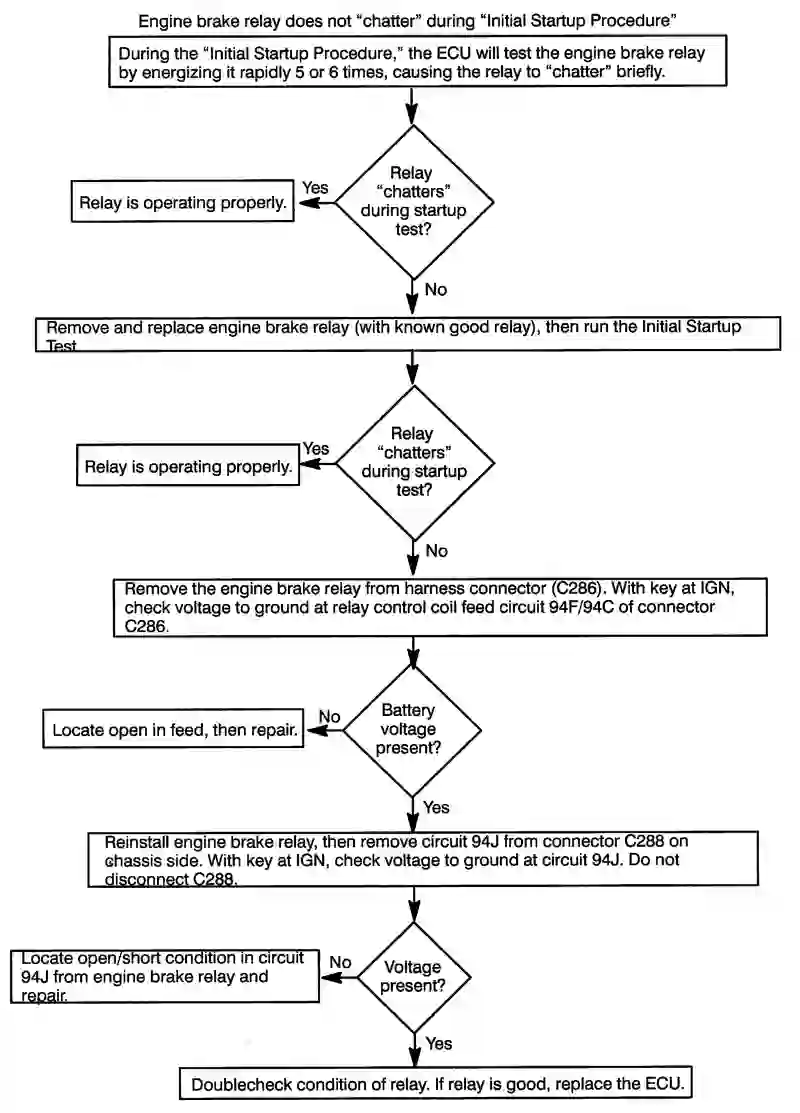 Engine brake relay does not “chatter” during “Initial Startup Procedure”
During the “Initial Startup Procedure,” the ECU will test the engine brake relay
by energizing it rapidly 5 or 6 times, causing the relay to “chatter” briefly.
Relay
“chatters”
during startup
test?
Yes
Relay is operating properly.
No
Remove and replace engine brake relay (with known good relay), then run the Initial Startup
Test
Relay
“chatters”
during startup
test?
Yes
Relay is operating properly.
No
Remove the engine brake relay from harness connector (C286). With key at IGN,
check voltage to ground at relay control coil feed circuit 94F/94C of connector
C286.
Battery
voltage
present?
No
Locate open in feed, then repair.
Yes
Reinstall engine brake relay, then remove circuit 94J from connector C288 on
chassis side. With key at IGN, check voltage to ground at circuit 94J. Do not
disconnect C288.
Voltage
present?
No
Locate open/short condition in circuit
94J from engine brake relay and
repair.
Yes
Doublecheck condition of relay. If relay is good, replace the ECU.